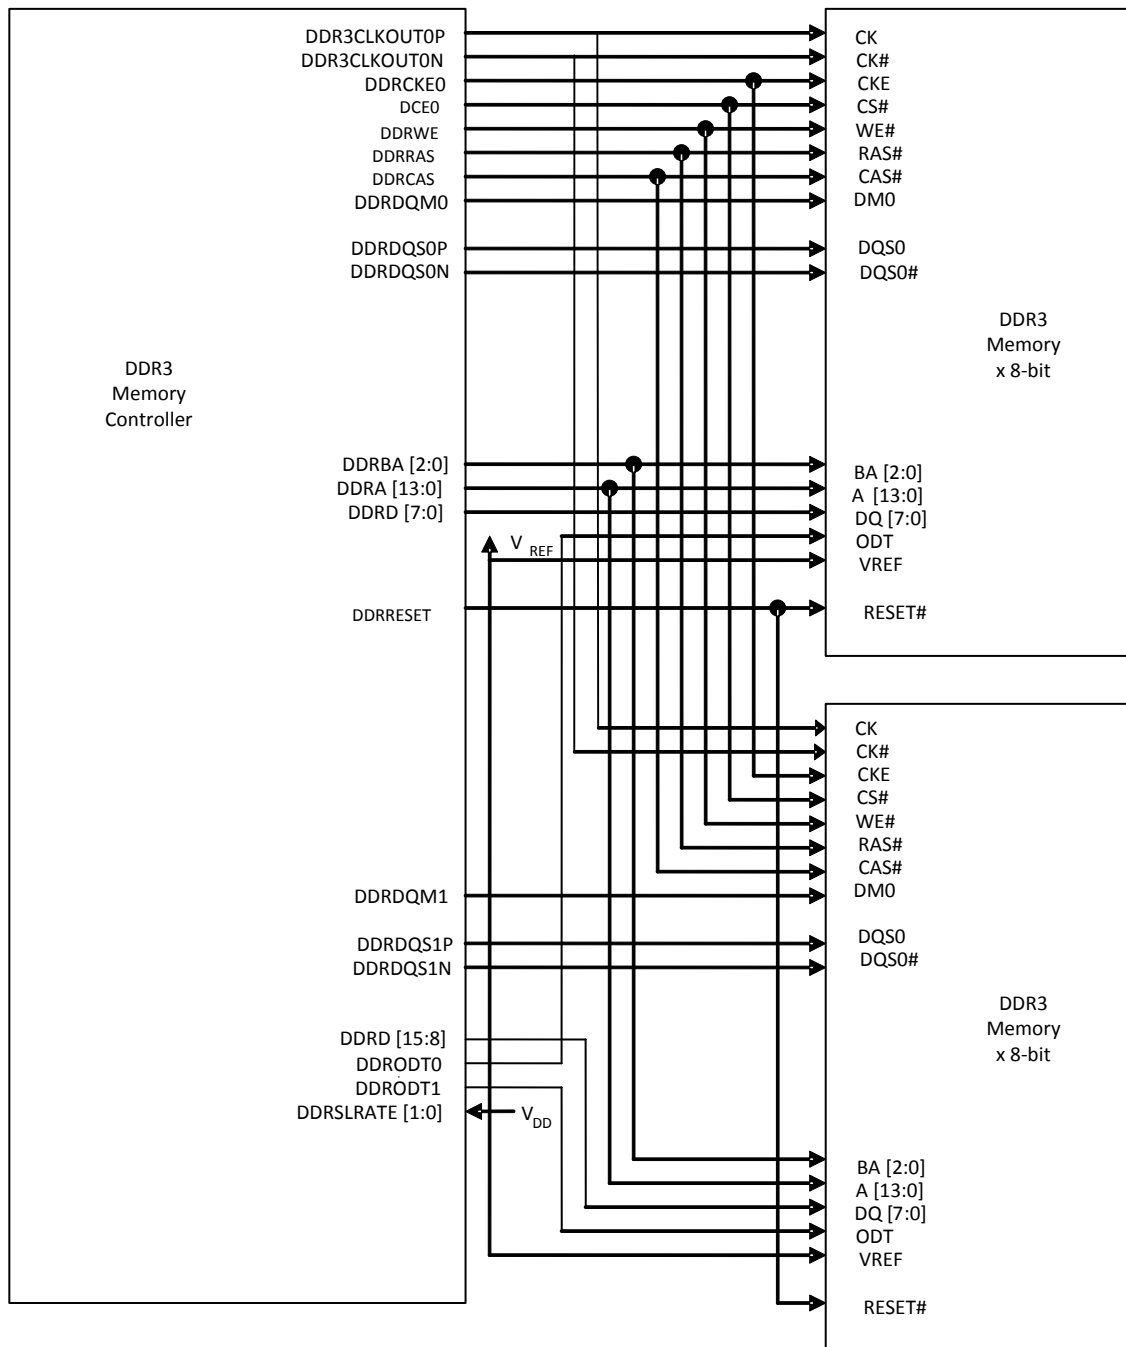 DDR3CLKOUT0P
DDR3CLKOUT0N
DDRCKE0
DCE0
DDRWE
DDRRAS
DDRCAS
DDRDQM0
DDRDQS0P
DDRDQS0N
DDR3
Memory
Controller
DDRBA [2:0]
DDRA [13:0]
DDRD [7:0]
V REF
DDRRESET
DDRDQM1
DDRDQS1P
DDRDQS1N
DDRD [15:8]
DDRODT0
DDRODT1
DDRSLRATE [1:0]
VDD
CK
CK#
CKE
CS#
WE#
RAS#
CAS#
DM0
DQS0
DQS0#
DDR3
Memory
x 8-bit
BA [2:0]
A [13:0]
DQ [7:0]
ODT
VREF
RESET#
CK
CK#
CKE
CS#
WE#
RAS#
CAS#
DM0
DQS0
DQS0#
DDR3
Memory
x 8-bit
BA [2:0]
A [13:0]
DQ [7:0]
ODT
VREF
RESET#